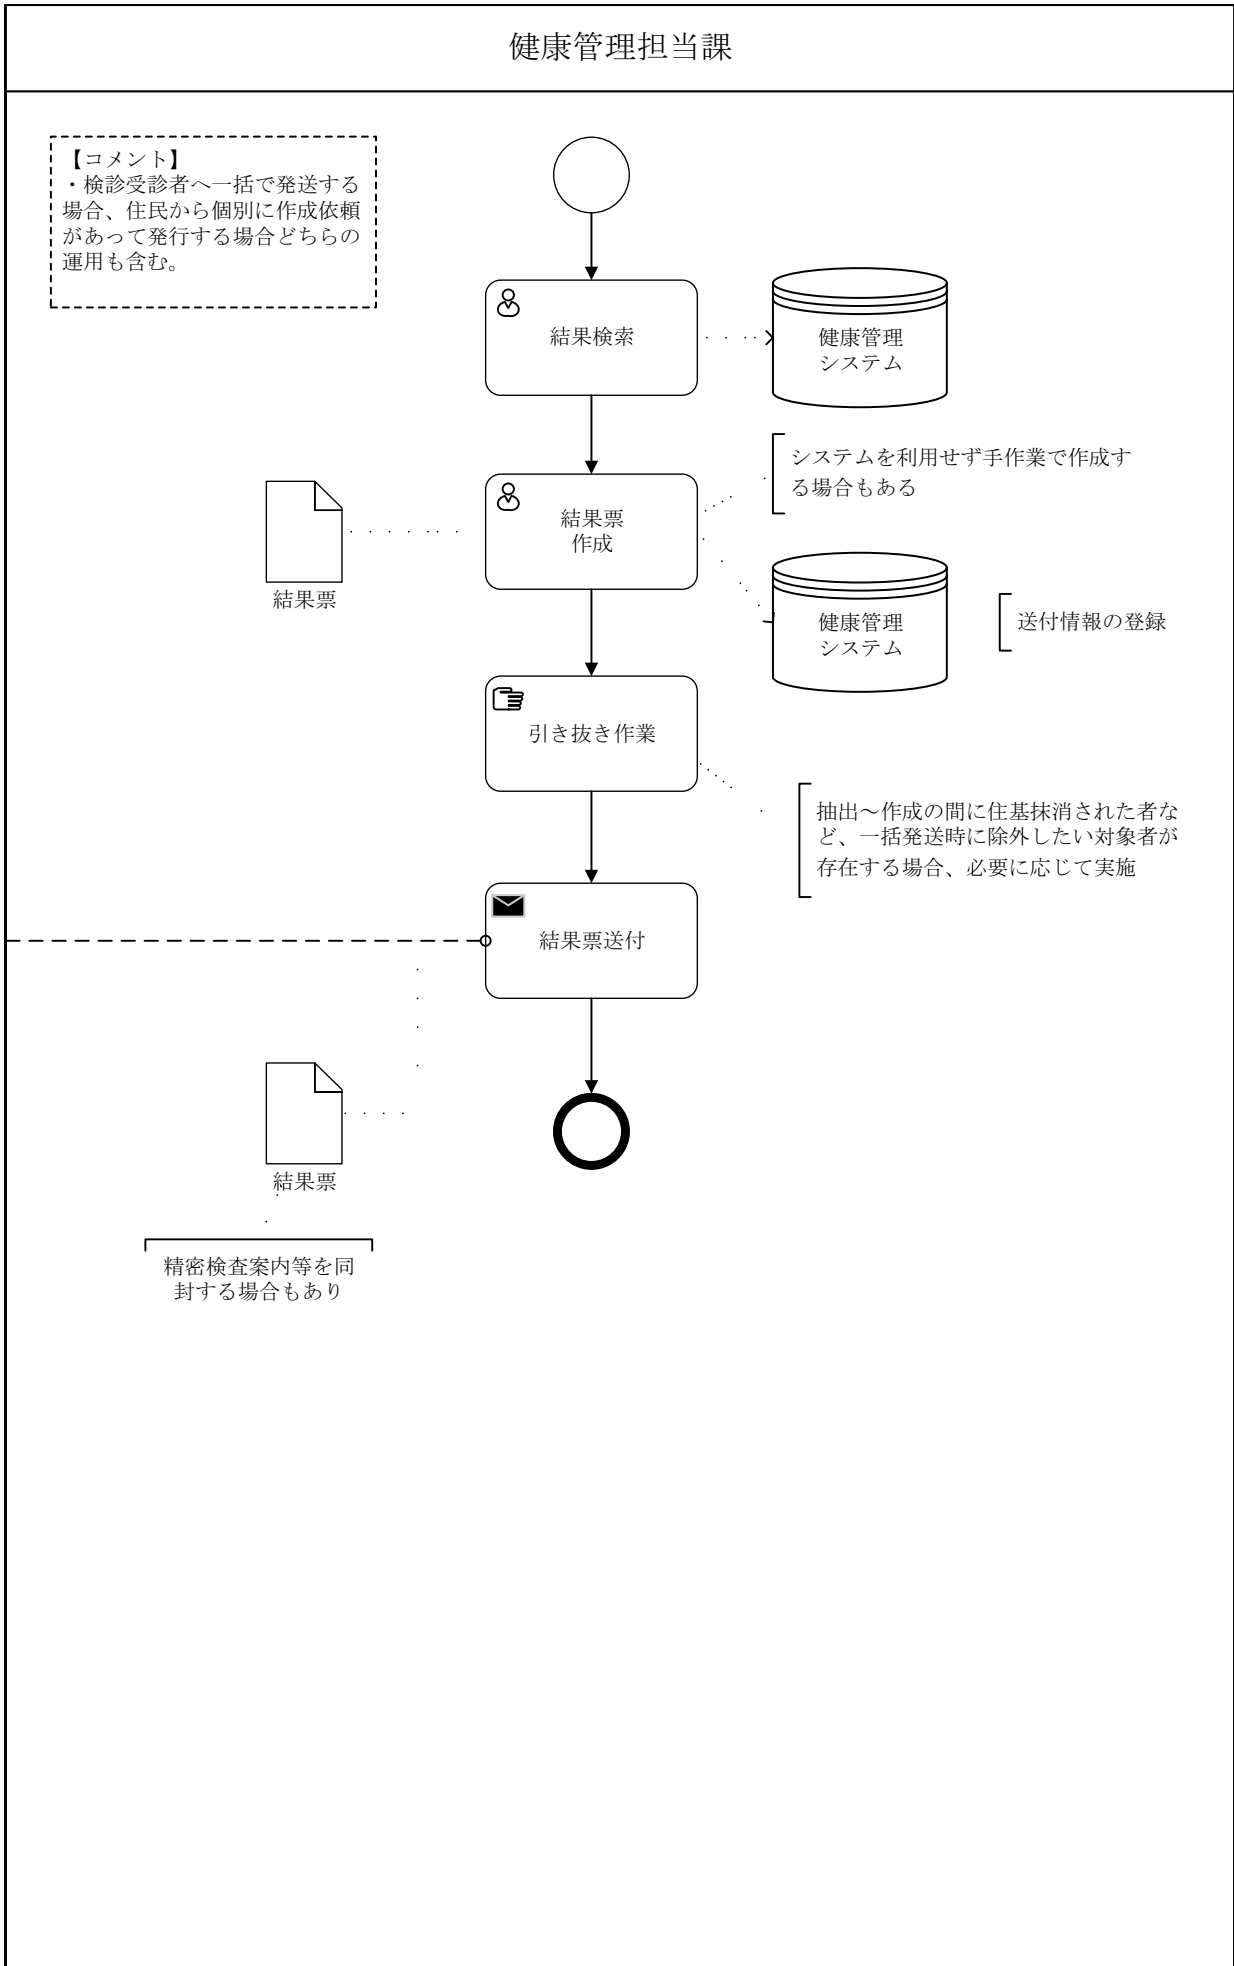 健康管理担当課
【コメント】
・検診受診者へ一括で発送する
場合、住民から個別に作成依頼
があって発行する場合どちらの
運用も含む。
結果検索
健康管理
システム
システムを利用せず手作業で作成す
る場合もある
結果票
作成
結果票
健康管理
システム
送付情報の登録
引き抜き作業
抽出～作成の間に住基抹消された者な
ど、一括発送時に除外したい対象者が
存在する場合、必要に応じて実施
結果票送付
結果票
精密検査案内等を同
封する場合もあり